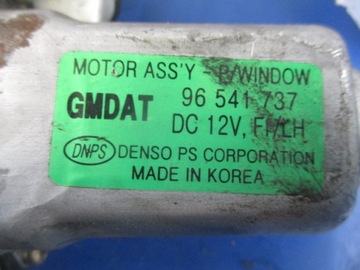 MOTOR ASS'Y - P/WINDOW
GMDAT 96 541 737
DC 12V, FR/LH
DNPS DENSO PS CORPORATION
MADE IN KOREA